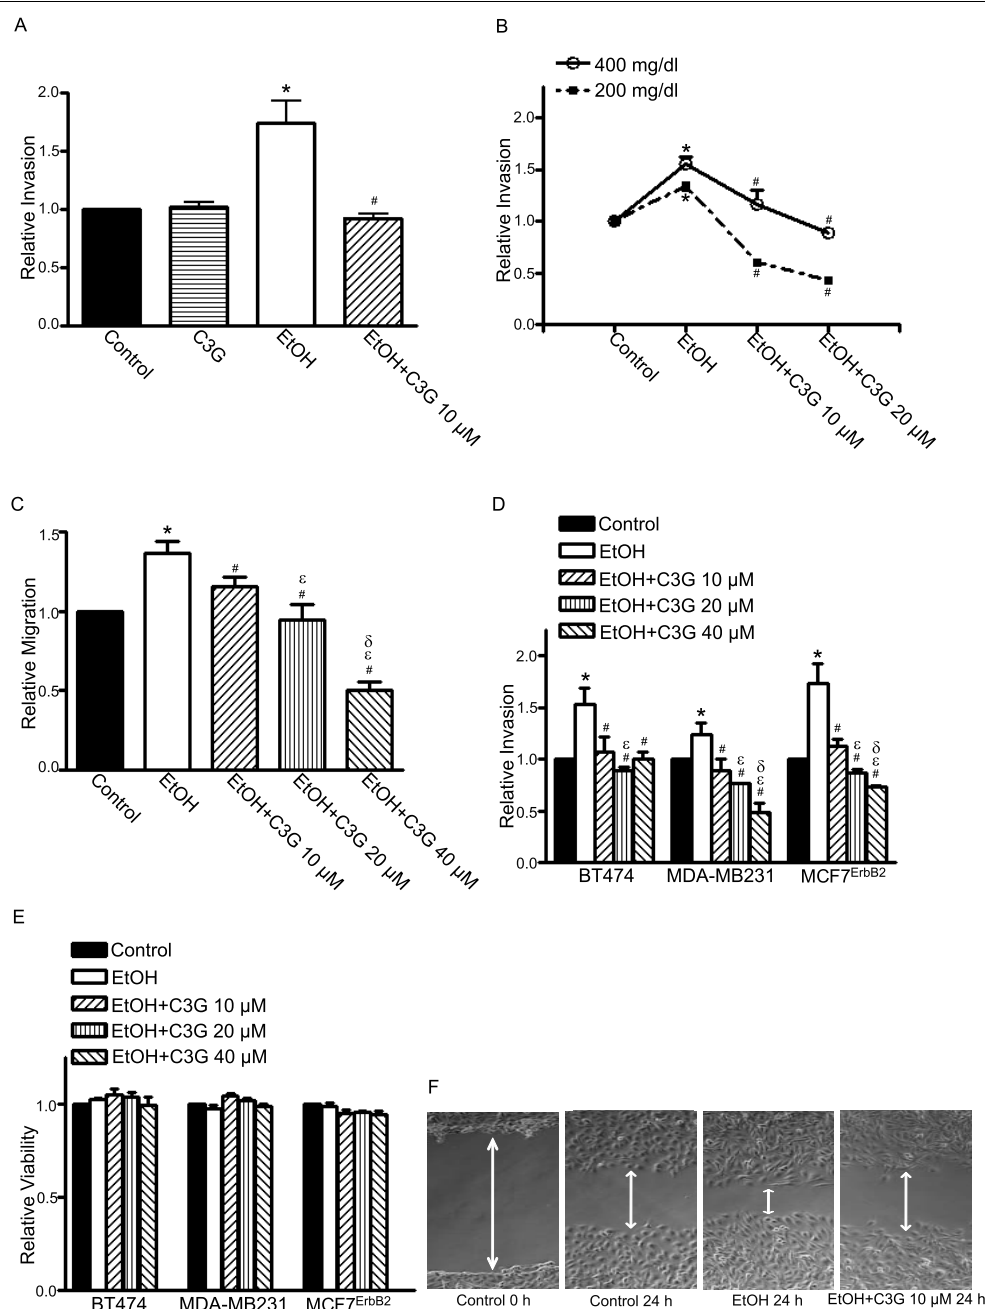 A
2.0
1.5
1.0
0.5
0.0
Relative Invasion
*
#
Control
C3G
EtOH
EtOH+C3G 10 µM
B
400 mg/dl
200 mg/dl
2.0
1.5
1.0
0.5
0.0
Relative Invasion
*
*
#
#
#
#
Control
EtOH
EtOH+C3G 10 µM
EtOH+C3G 20 µM
C
1.5
1.0
0.5
0.0
Relative Migration
*
#
ε
#
δ
ε
#
Control
EtOH
EtOH+C3G 10 µM
EtOH+C3G 20 µM
EtOH+C3G 40 µM
D
Control
EtOH
EtOH+C3G 10 µM
EtOH+C3G 20 µM
EtOH+C3G 40 µM
2.0
1.5
1.0
0.5
0.0
Relative Invasion
*
#
ε
#
#
*
#
ε
#
δ
ε
#
*
#
ε
#
δ
ε
#
BT474
MDA-MB231
MCF7ErbB2
E
Control
EtOH
EtOH+C3G 10 µM
EtOH+C3G 20 µM
EtOH+C3G 40 µM
1.0
0.5
0.0
Relative Viability
BT474
MDA-MB231
MCF7ErbB2
F
Control 0 h
Control 24 h
EtOH 24 h
EtOH+C3G 10 µM 24 h